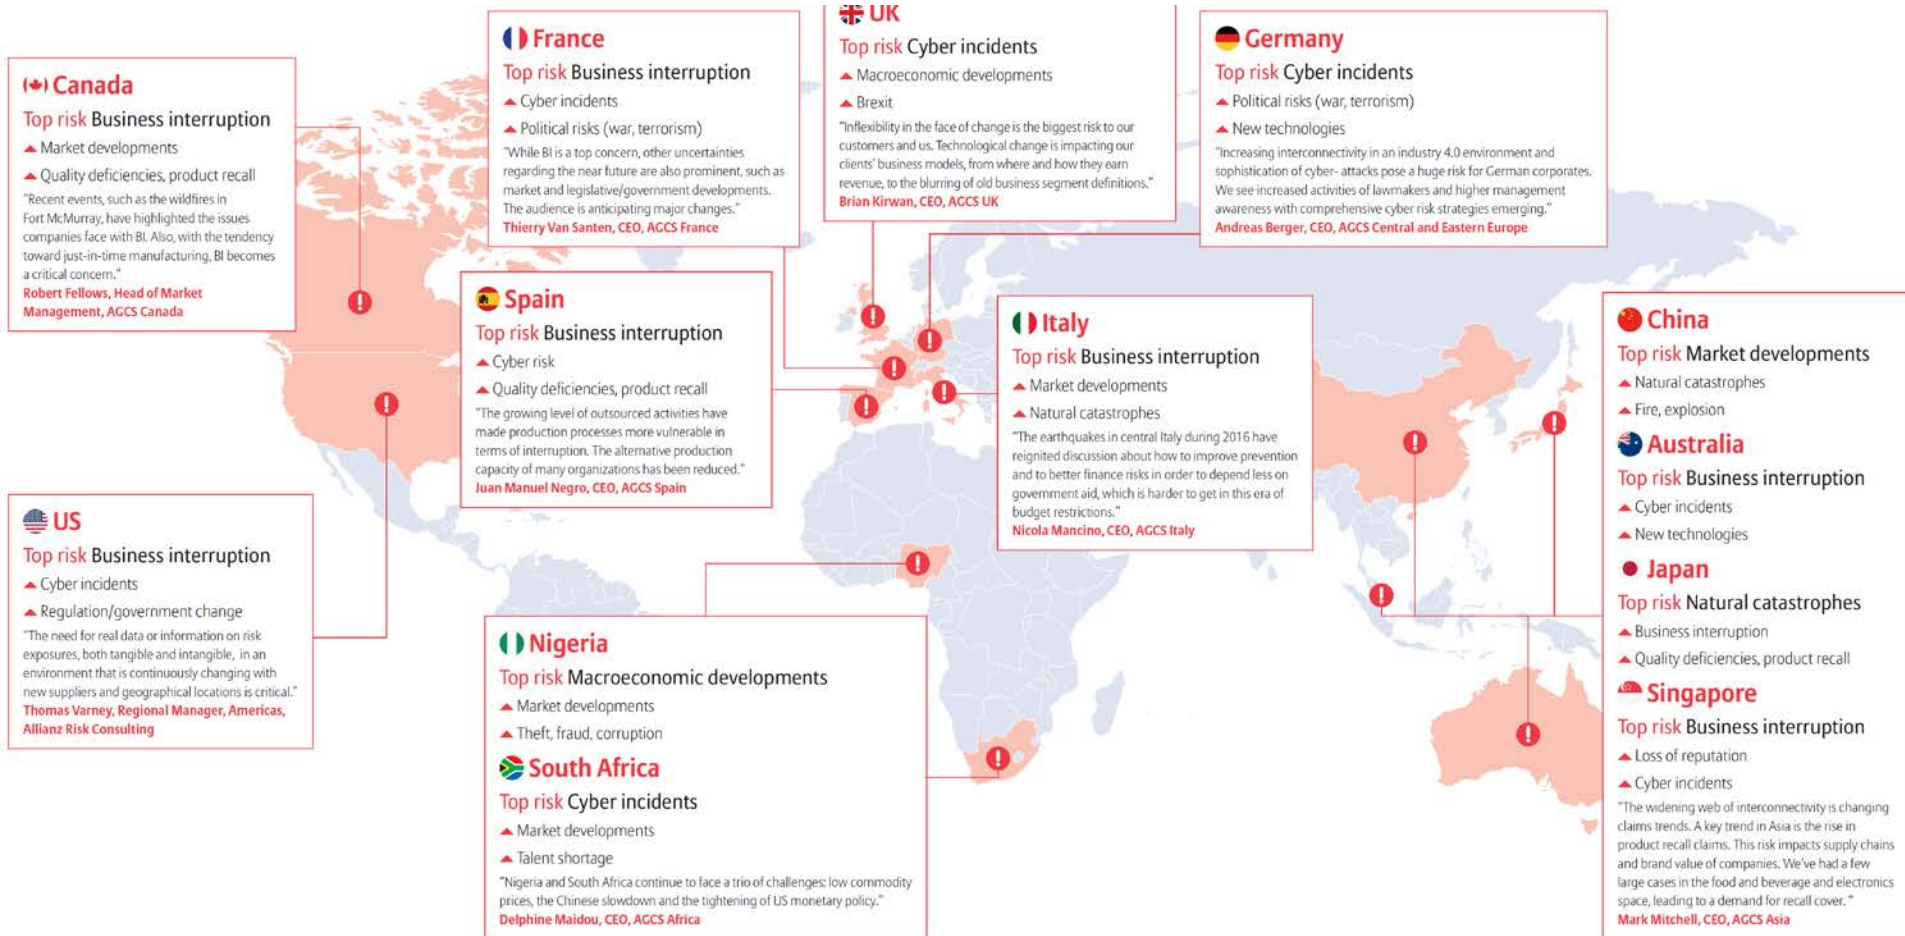 Canada
Top risk Business interruption
Market developments
Quality deficiencies, product recall
"Recent events, such as the wildfires in
Fort McMurray, have highlighted the issues
companies face with BI. Also, with the tendency
toward just-in-time manufacturing, BI becomes
a critical concern."
Robert Fellows, Head of Market
Management, AGCS Canada
US
Top risk Business interruption
Cyber incidents
Regulation/government change
"The need for real data or information on risk
exposures, both tangible and intangible, in an
environment that is continuously changing with
new suppliers and geographical locations is critical."
Thomas Varney, Regional Manager, Americas,
Allianz Risk Consulting
France
Top risk Business interruption
Cyber incidents
Political risks (war, terrorism)
"While BI is a top concern, other uncertainties
regarding the near future are also prominent, such as
market and legislative/government developments.
The audience is anticipating major changes."
Thierry Van Santen, CEO, AGCS France
Spain
Top risk Business interruption
Cyber risk
Quality deficiencies, product recall
"The growing level of outsourced activities have
made production processes more vulnerable in
terms of interruption. The alternative production
capacity of many organizations has been reduced."
Juan Manuel Negro, CEO, AGCS Spain
Nigeria
Top risk Macroeconomic developments
Market developments
Theft, fraud, corruption
South Africa
Top risk Cyber incidents
Market developments
Talent shortage
"Nigeria and South Africa continue to face a trio of challenges: low commodity
prices, the Chinese slowdown and the tightening of US monetary policy."
Delphine Maidou, CEO, AGCS Africa
UK
Top risk Cyber incidents
Macroeconomic developments
Brexit
"Inflexibility in the face of change is the biggest risk to our
customers and us. Technological change is impacting our
clients' business models, from where and how they earn
revenue, to the blurring of old business segment definitions."
Brian Kirwan, CEO, AGCS UK
Italy
Top risk Business interruption
Market developments
Natural catastrophes
"The earthquakes in central Italy during 2016 have
reignited discussion about how to improve prevention
and to better finance risks in order to depend less on
government aid, which is harder to get in this era of
budget restrictions."
Nicola Mancino, CEO, AGCS Italy
Germany
Top risk Cyber incidents
Political risks (war, terrorism)
New technologies
"Increasing interconnectivity in an industry 4.0 environment and
sophistication of cyber- attacks pose a huge risk for German corporates.
We see increased activities of lawmakers and higher management
awareness with comprehensive cyber risk strategies emerging."
Andreas Berger, CEO, AGCS Central and Eastern Europe
China
Top risk Market developments
Natural catastrophes
Fire, explosion
Australia
Top risk Business interruption
Cyber incidents
New technologies
Japan
Top risk Natural catastrophes
Business interruption
Quality deficiencies, product recall
Singapore
Top risk Business interruption
Loss of reputation
Cyber incidents
"The widening web of interconnectivity is changing
claims trends. A key trend in Asia is the rise in
product recall claims. This risk impacts supply chains
and brand value of companies. We've had a few
large cases in the food and beverage and electronics
space, leading to a demand for recall cover. "
Mark Mitchell, CEO, AGCS Asia